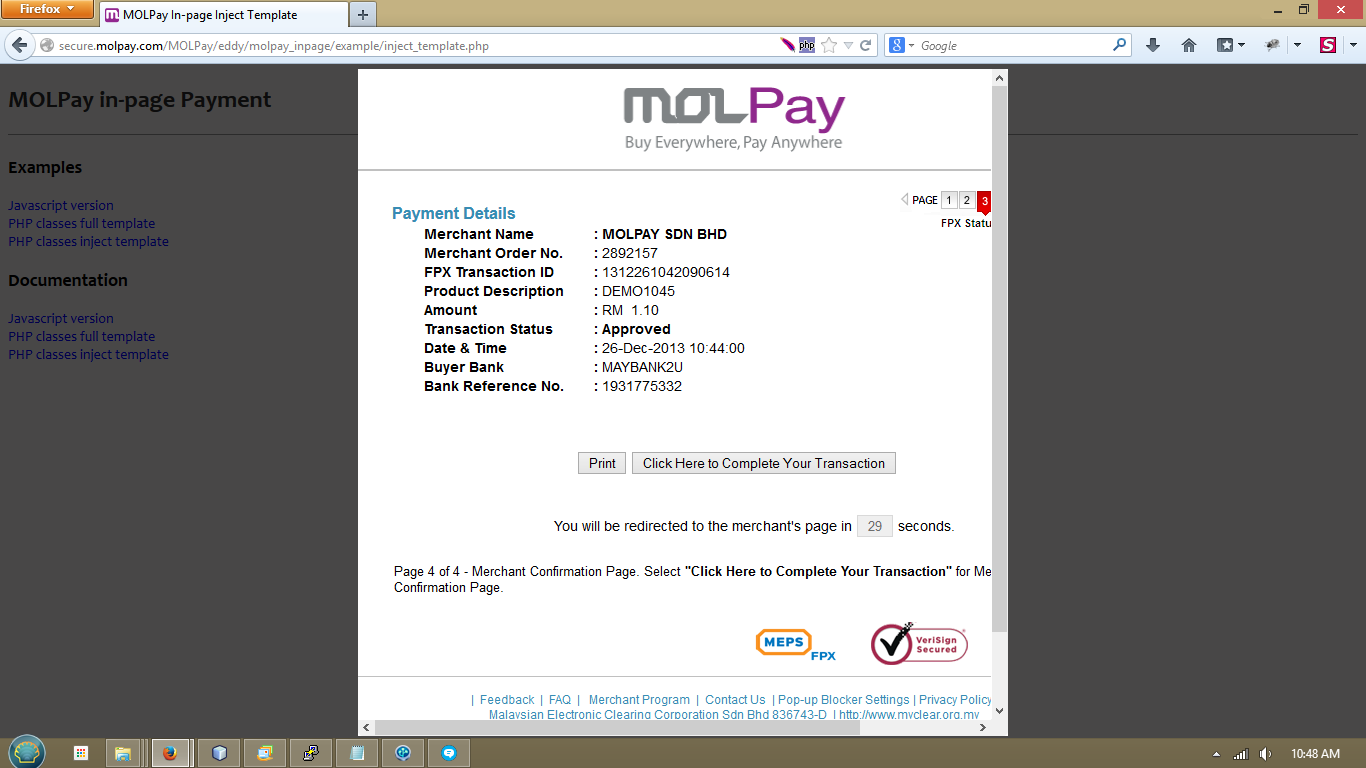 Firefox
MOLPay In-page Inject Template
secure.molpay.com/MOLPay/eddy/molpay_inpage/example/inject_template.php
php
Google
MOLPay in-page Payment
Examples
Javascript version
PHP classes full template
PHP classes inject template
Documentation
Javascript version
PHP classes full template
PHP classes inject template
MOLPay
Buy Everywhere, Pay Anywhere
PAGE 1 2 3
FPX Statu
Payment Details
Merchant Name : MOLPAY SDN BHD
Merchant Order No. : 2892157
FPX Transaction ID : 1312261042090614
Product Description : DEMO1045
Amount : RM 1.10
Transaction Status : Approved
Date & Time : 26-Dec-2013 10:44:00
Buyer Bank : MAYBANK2U
Bank Reference No. : 1931775332
Print Click Here to Complete Your Transaction
You will be redirected to the merchant's page in 29 seconds.
Page 4 of 4 - Merchant Confirmation Page. Select "Click Here to Complete Your Transaction" for Me
Confirmation Page.
MEPS FPX
VeriSign
Secured
| Feedback | FAQ | Merchant Program | Contact Us | Pop-up Blocker Settings | Privacy Policy
Malaysian Electronic Clearing Corporation Sdn Bhd 836743-D | http://www.myclear.org.my
10:48 AM